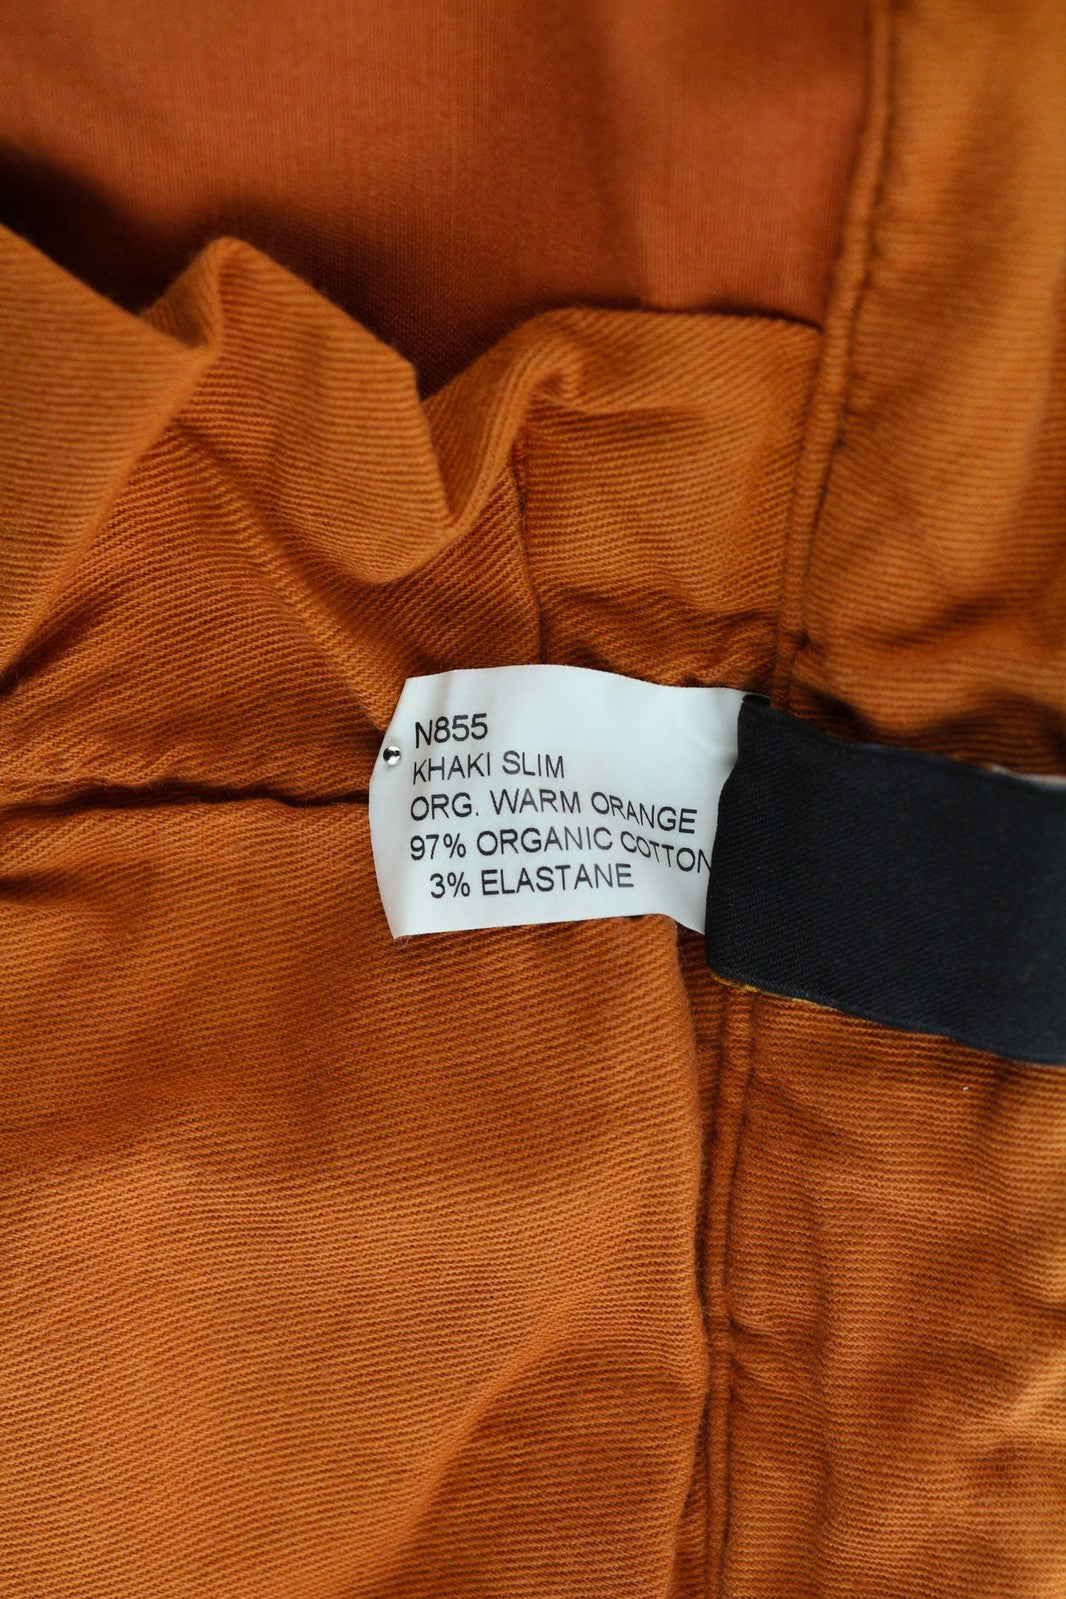 N855
KHAKI SLIM
ORG. WARM ORANGE
97% ORGANIC COTTON
3% ELASTANE